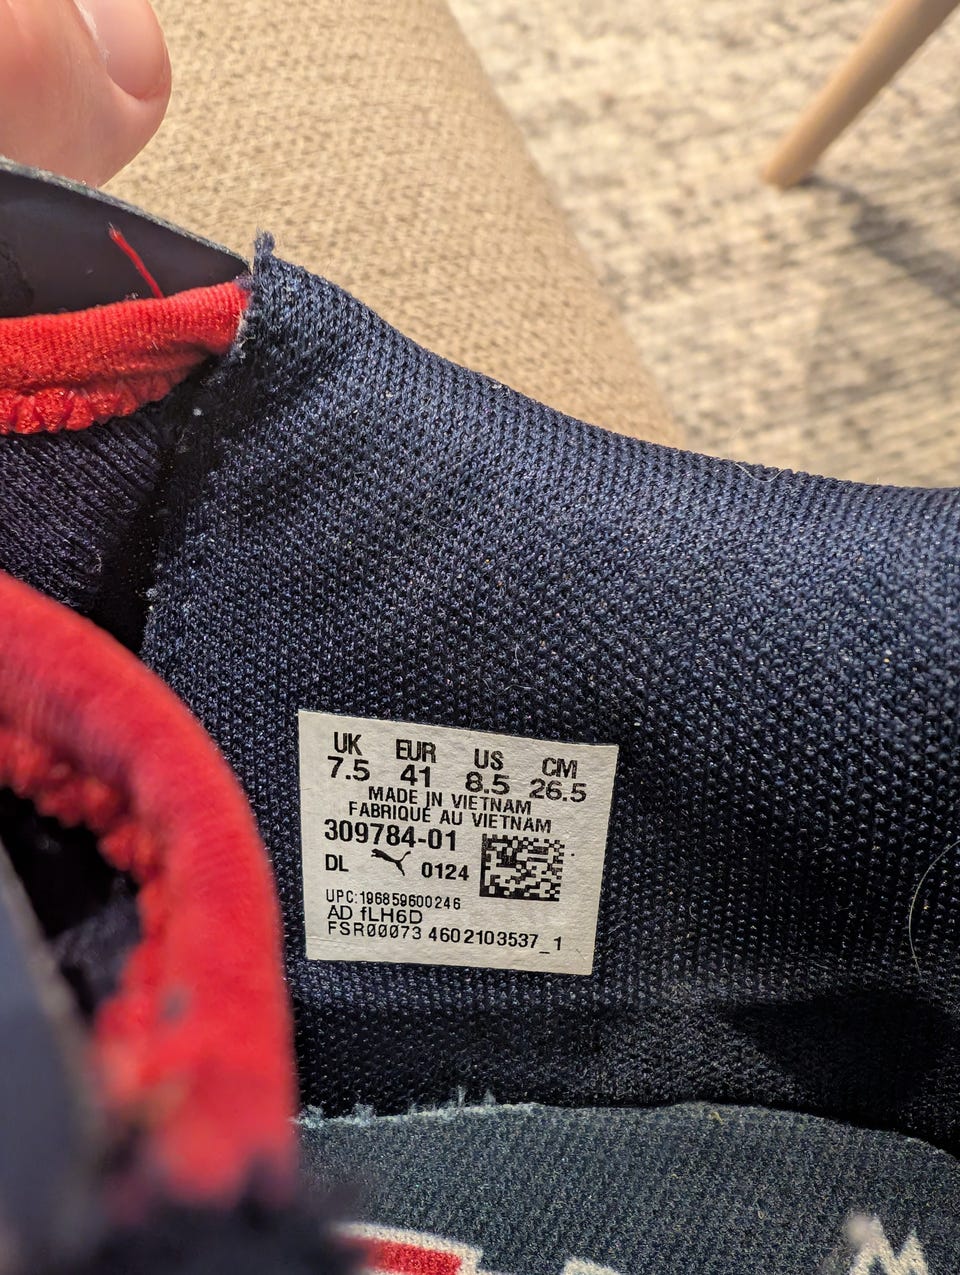 UK EUR US CM
7.5 41 8.5 26.5
MADE IN VIETNAM
FABRIQUE AU VIETNAM
309784-01
DL 0124
UPC:196859600246
AD fLH6D
FSR00073 4602103537_1